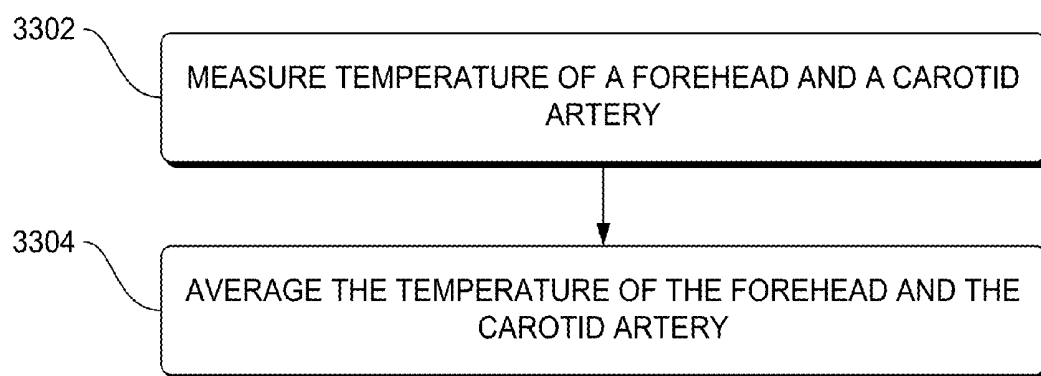 3302
MEASURE TEMPERATURE OF A FOREHEAD AND A CAROTID
ARTERY
3304
AVERAGE THE TEMPERATURE OF THE FOREHEAD AND THE
CAROTID ARTERY